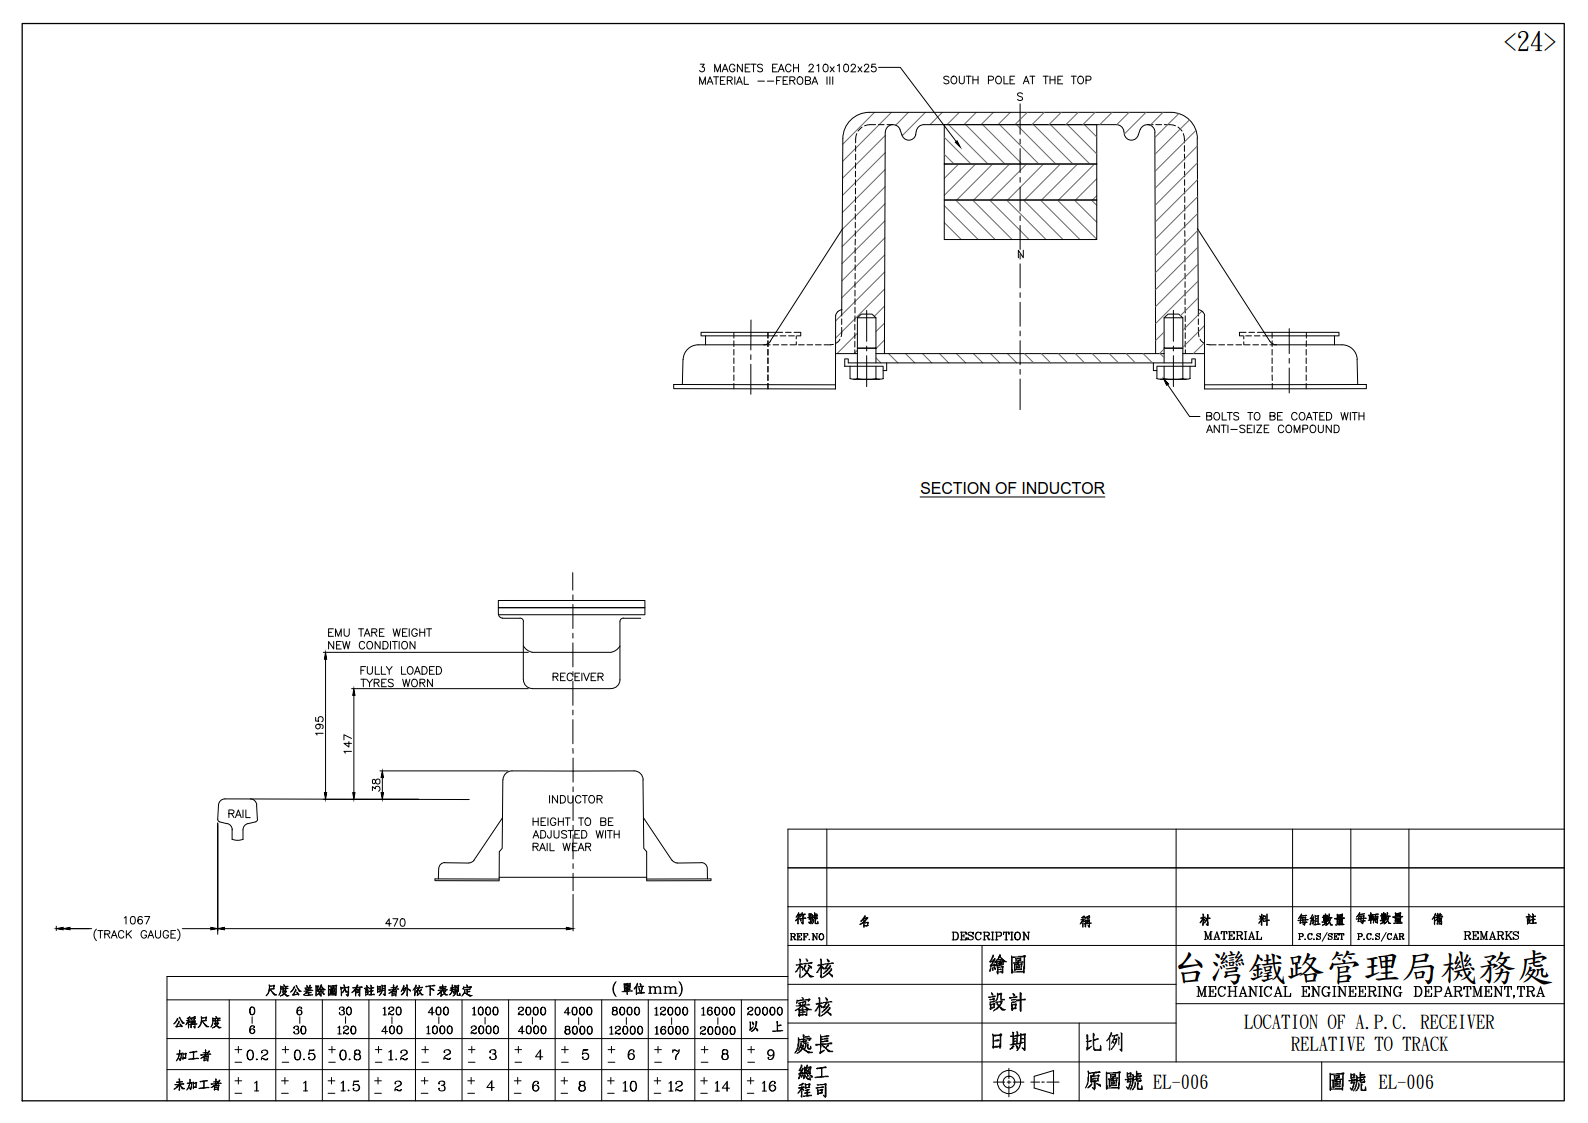 <24>
3 MAGNETS EACH 210x102x25
MATERIAL --FEROBA III
SOUTH POLE AT THE TOP
S
N
BOLTS TO BE COATED WITH
ANTI-SEIZE COMPOUND
SECTION OF INDUCTOR
EMU TARE WEIGHT
NEW CONDITION
FULLY LOADED
TYRES WORN
RECEIVER
195
147
38
RAIL
INDUCTOR
HEIGHT TO BE
ADJUSTED WITH
RAIL WEAR
1067
(TRACK GAUGE)
470
尺度公差除圖內有註明者外依下表規定 (單位mm)
公稱尺度 0|6 6|30 30|120 120|400 400|1000 1000|2000 2000|4000 4000|8000 8000|12000 12000|16000 16000|20000 20000以上
加工者 ±0.2 ±0.5 ±0.8 ±1.2 ±2 ±3 ±4 ±5 ±6 ±7 ±8 ±9
未加工者 ±1 ±1 ±1.5 ±2 ±3 ±4 ±6 ±8 ±10 ±12 ±14 ±16
符號 名 稱 材 料 每組數量 每輛數量 備 註
REF.NO DESCRIPTION MATERIAL P.C.S/SET P.C.S/CAR REMARKS
校核 繪圖
審核 設計
處長 日期 比例
總工程司
台灣鐵路管理局機務處
MECHANICAL ENGINEERING DEPARTMENT,TRA
LOCATION OF A.P.C. RECEIVER
RELATIVE TO TRACK
原圖號 EL-006 圖號 EL-006